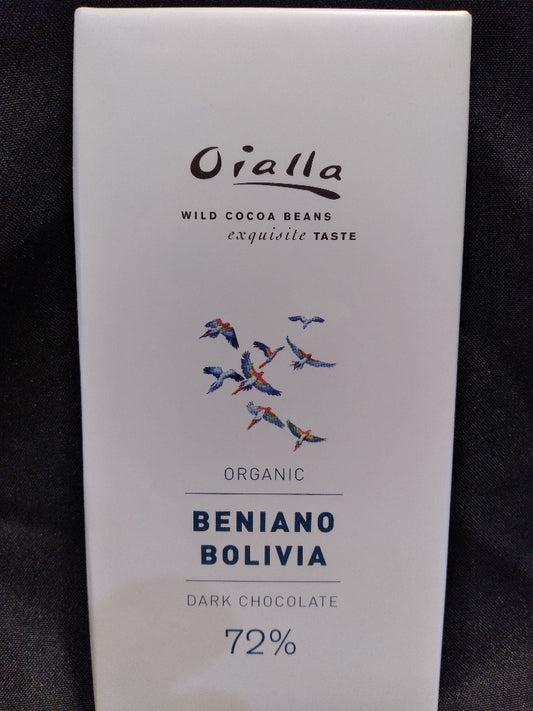 Oialla
WILD COCOA BEANS
exquisite TASTE
ORGANIC
BENIANO
BOLIVIA
DARK CHOCOLATE
72%